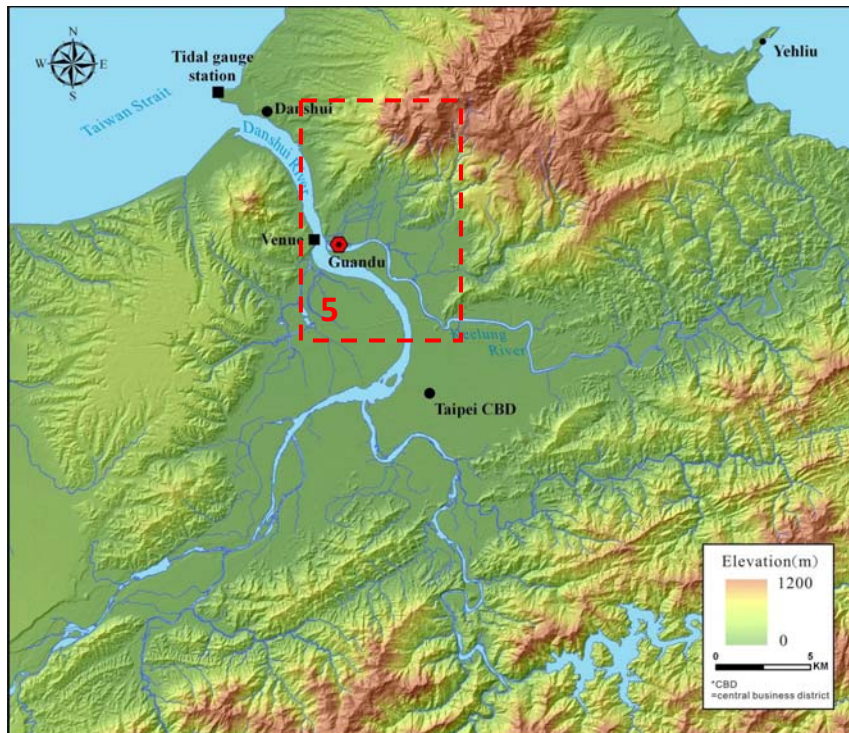 N
W E
S
Tidal gauge
station
Yehliu
Taiwan Strait
Danshui
Danshui River
Venue
Guandu
5
Keelung
River
Taipei CBD
Elevation(m)
1200
0
0 5
KM
*CBD
=central business district